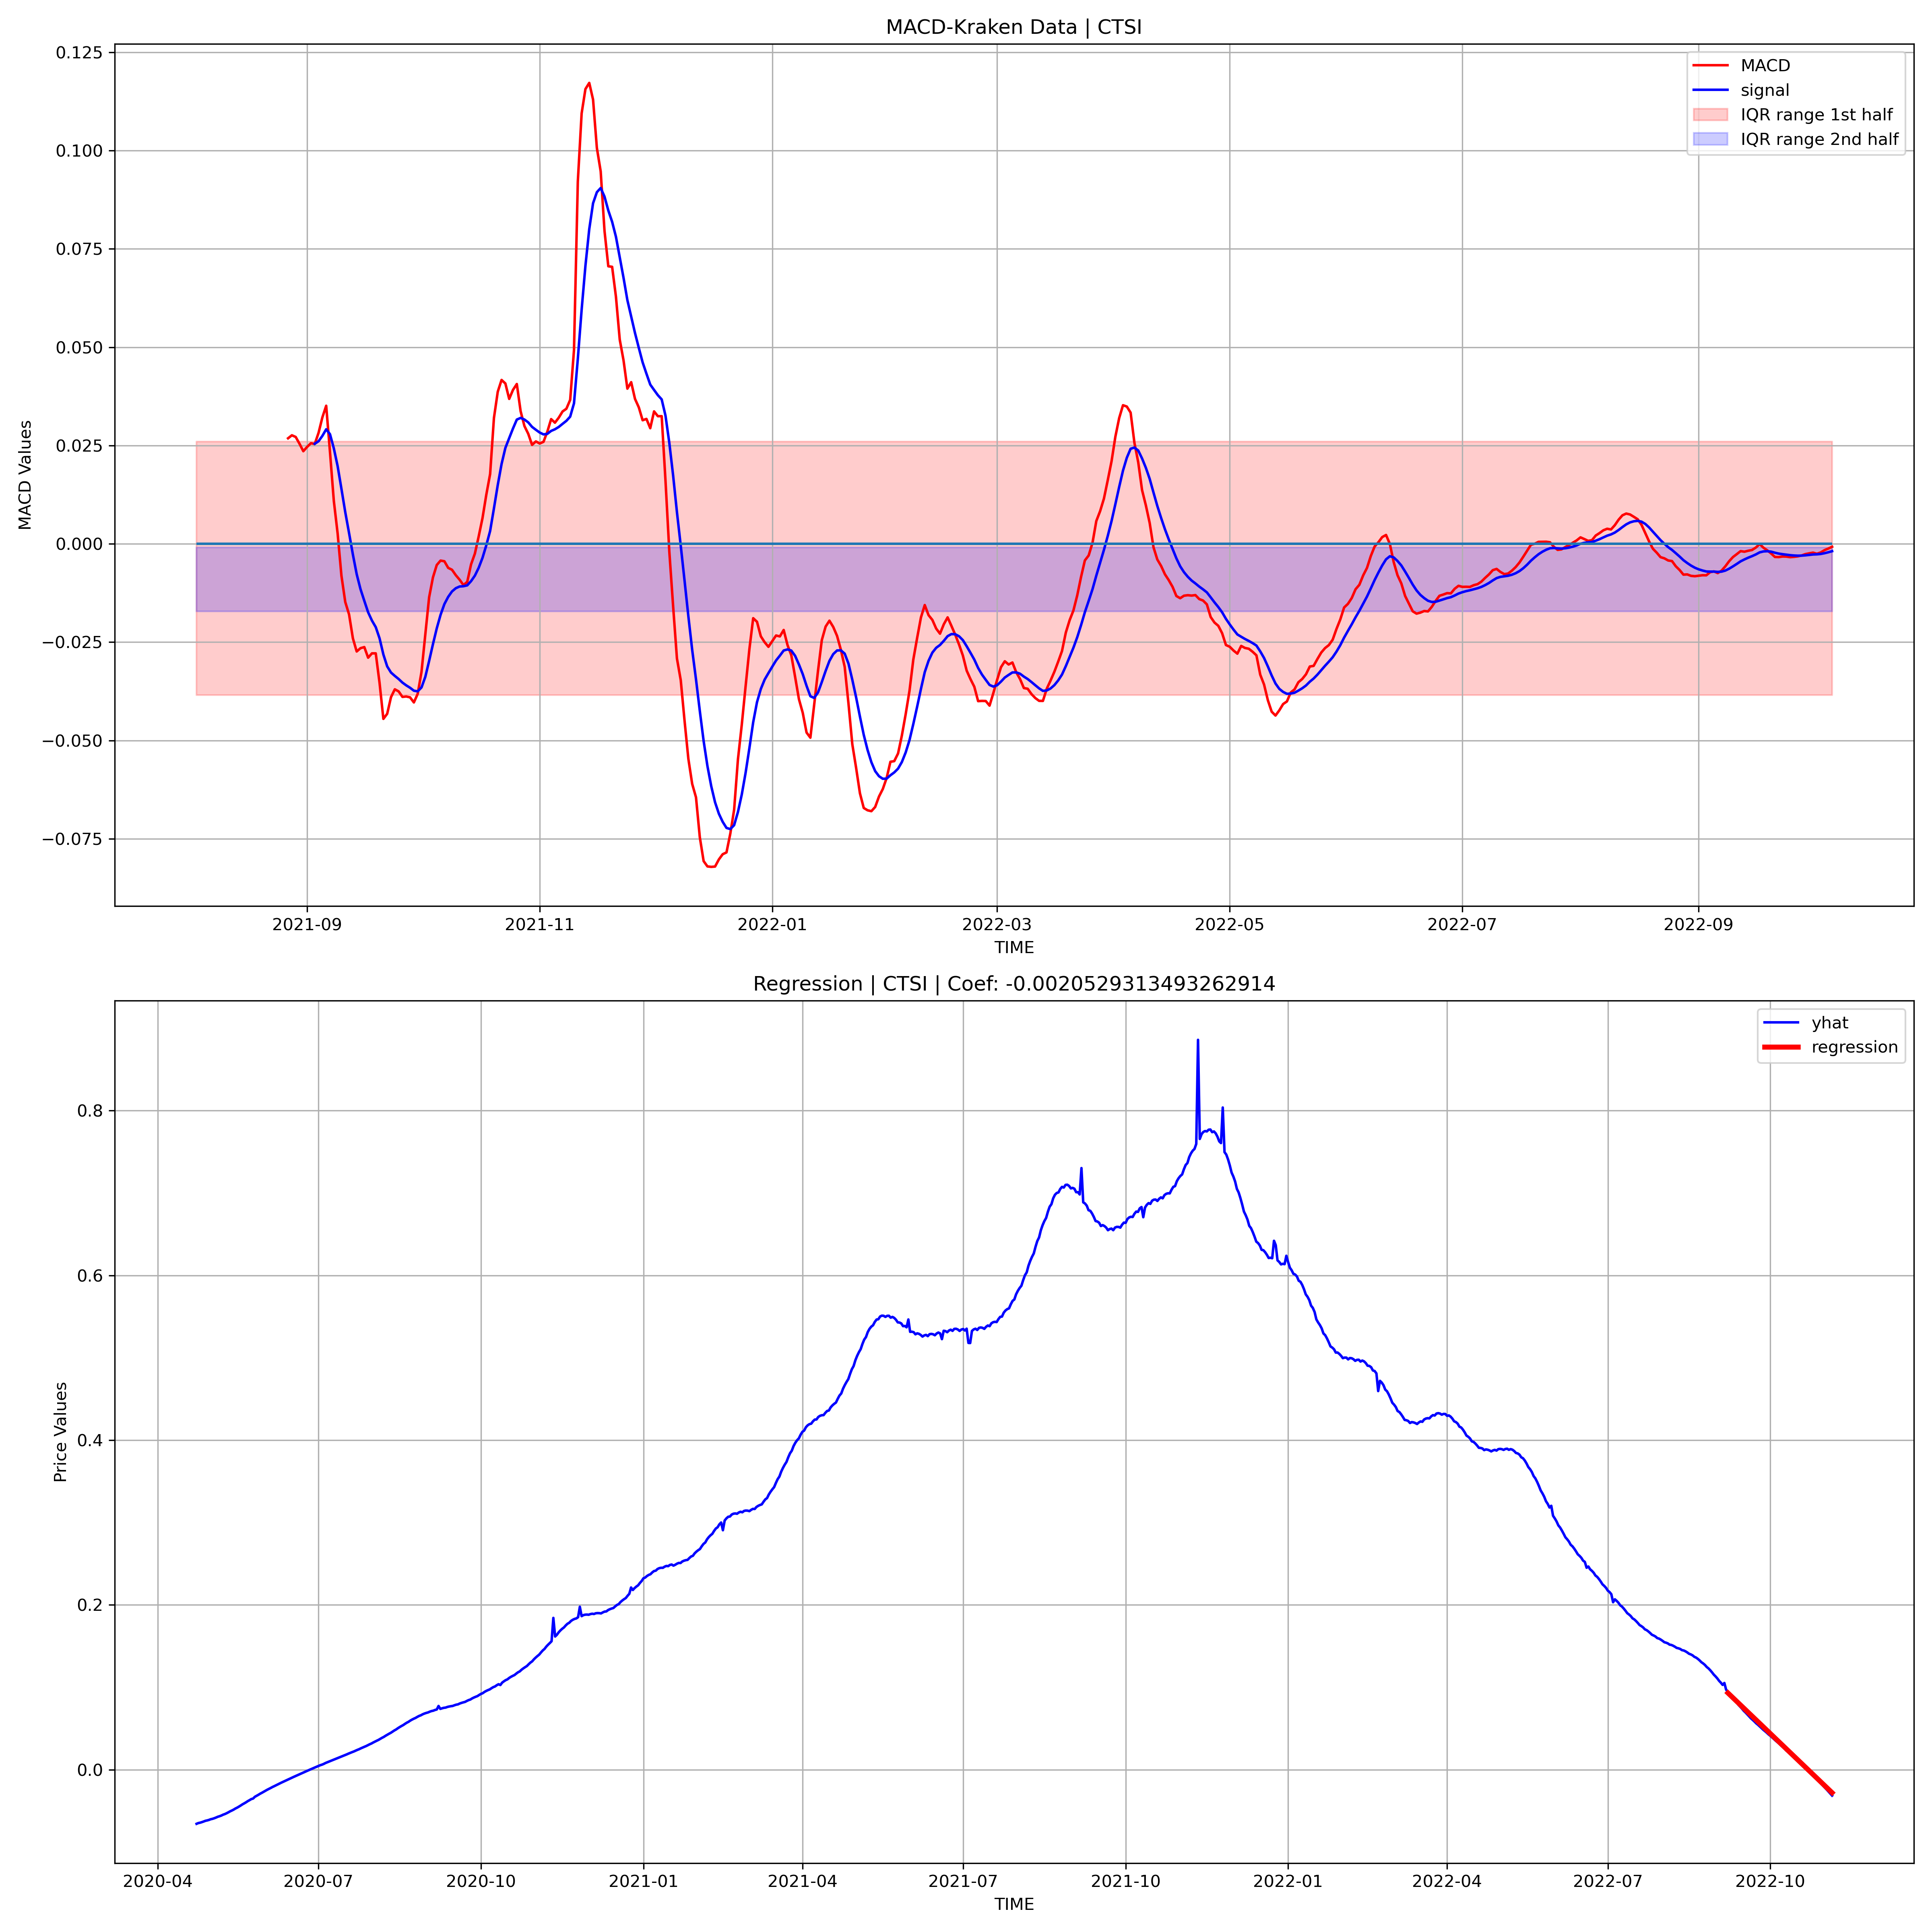 MACD-Kraken Data | CTSI
MACD
signal
IQR range 1st half
IQR range 2nd half
MACD Values
0.125
0.100
0.075
0.050
0.025
0.000
−0.025
−0.050
−0.075
2021-09 2021-11 2022-01 2022-03 2022-05 2022-07 2022-09
TIME
Regression | CTSI | Coef: -0.0020529313493262914
yhat
regression
Price Values
0.8
0.6
0.4
0.2
0.0
2020-04 2020-07 2020-10 2021-01 2021-04 2021-07 2021-10 2022-01 2022-04 2022-07 2022-10
TIME